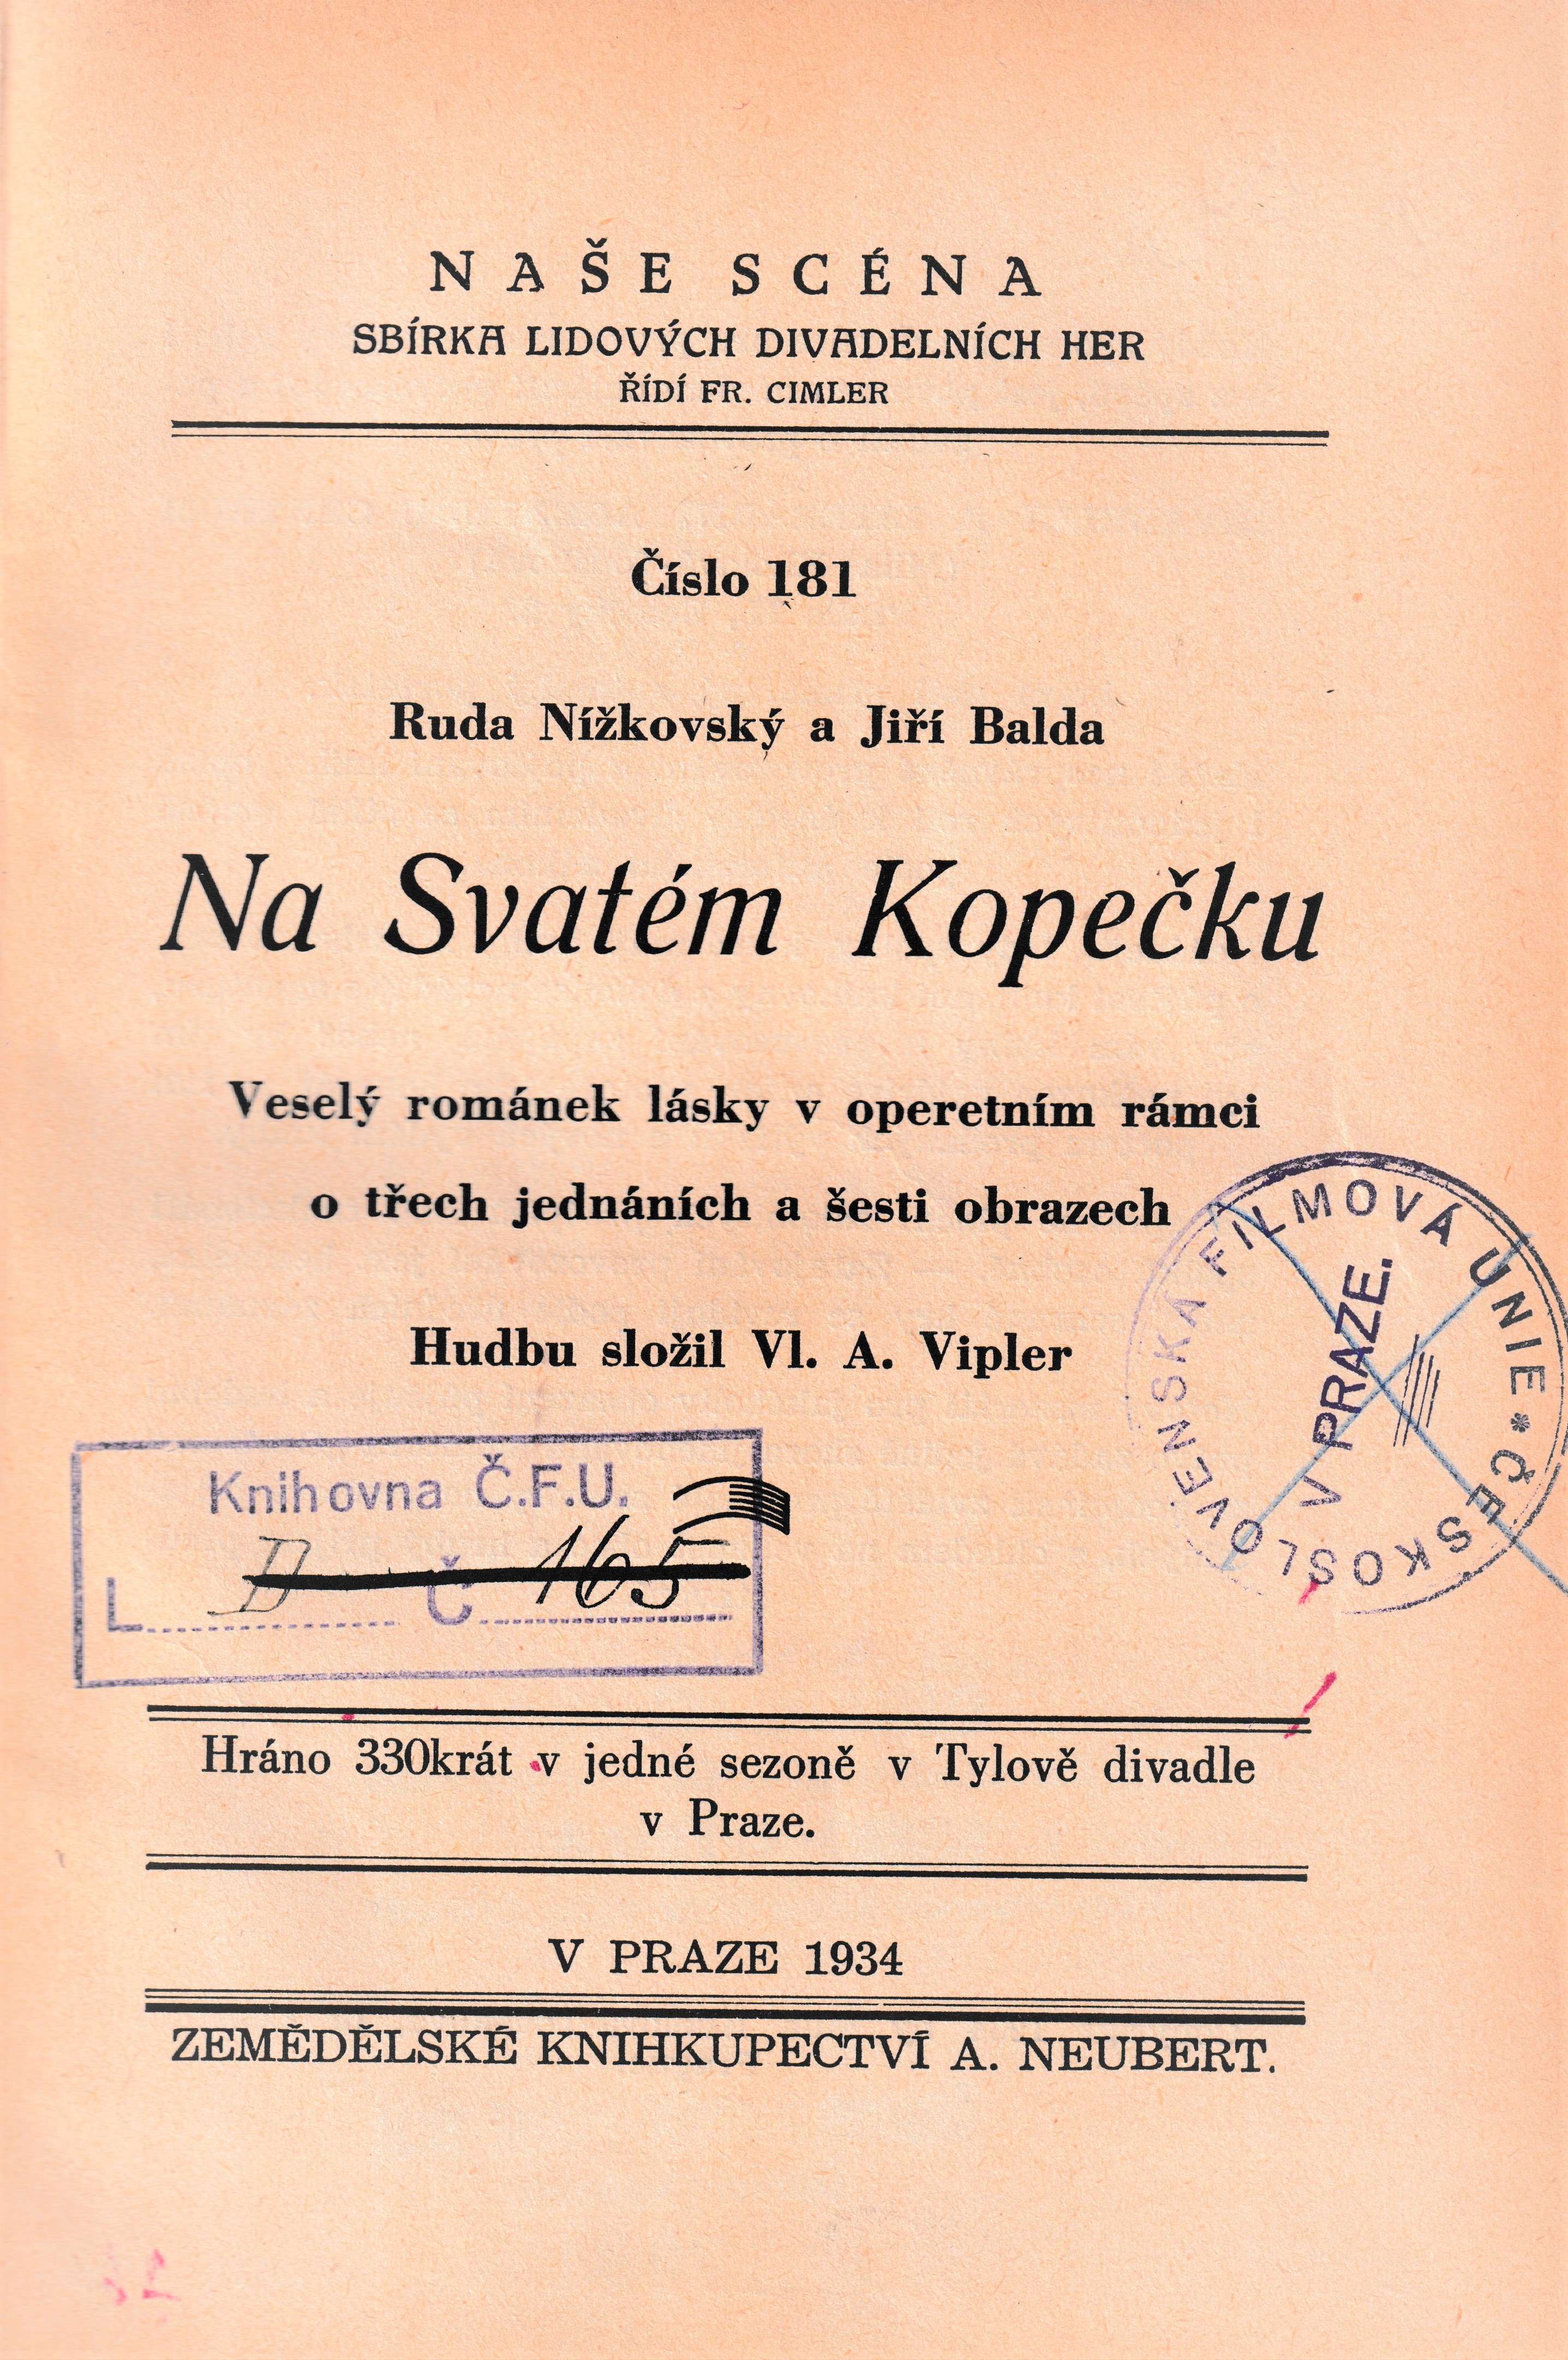 NAŠE SCÉNA
SBÍRKA LIDOVÝCH DIVADELNÍCH HER
ŘÍDÍ FR. CIMLER
Číslo 181
Ruda Nížkovský a Jiří Balda
Na Svatém Kopečku
Veselý románek lásky v operetním rámci
o třech jednáních a šesti obrazech
Hudbu složil Vl. A. Vipler
ČESKOSLOVENSKÁ FILMOVÁ UNIE *
V PRAZE.
Knihovna Č.F.U.
L D Č 165
Hráno 330krát v jedné sezoně v Tylově divadle
v Praze.
V PRAZE 1934
ZEMĚDĚLSKÉ KNIHKUPECTVÍ A. NEUBERT.